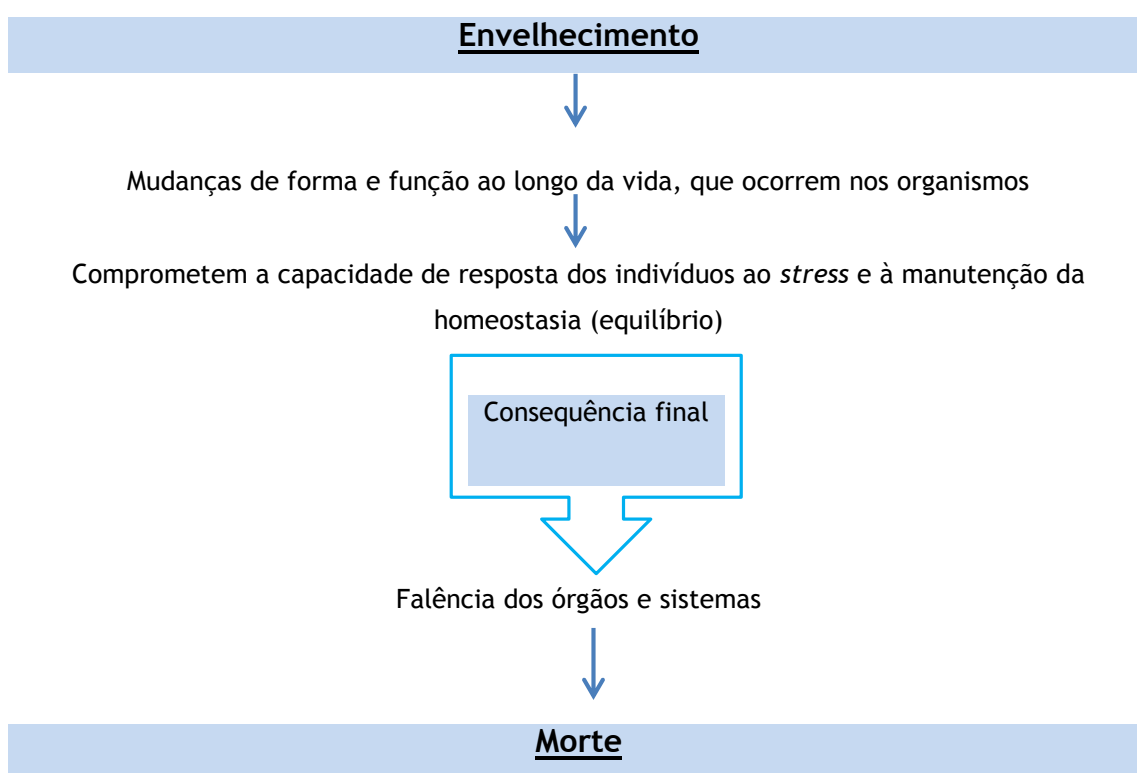 Envelhecimento
Mudanças de forma e função ao longo da vida, que ocorrem nos organismos
Comprometem a capacidade de resposta dos indivíduos ao stress e à manutenção da
homeostasia (equilíbrio)
Consequência final
Falência dos órgãos e sistemas
Morte